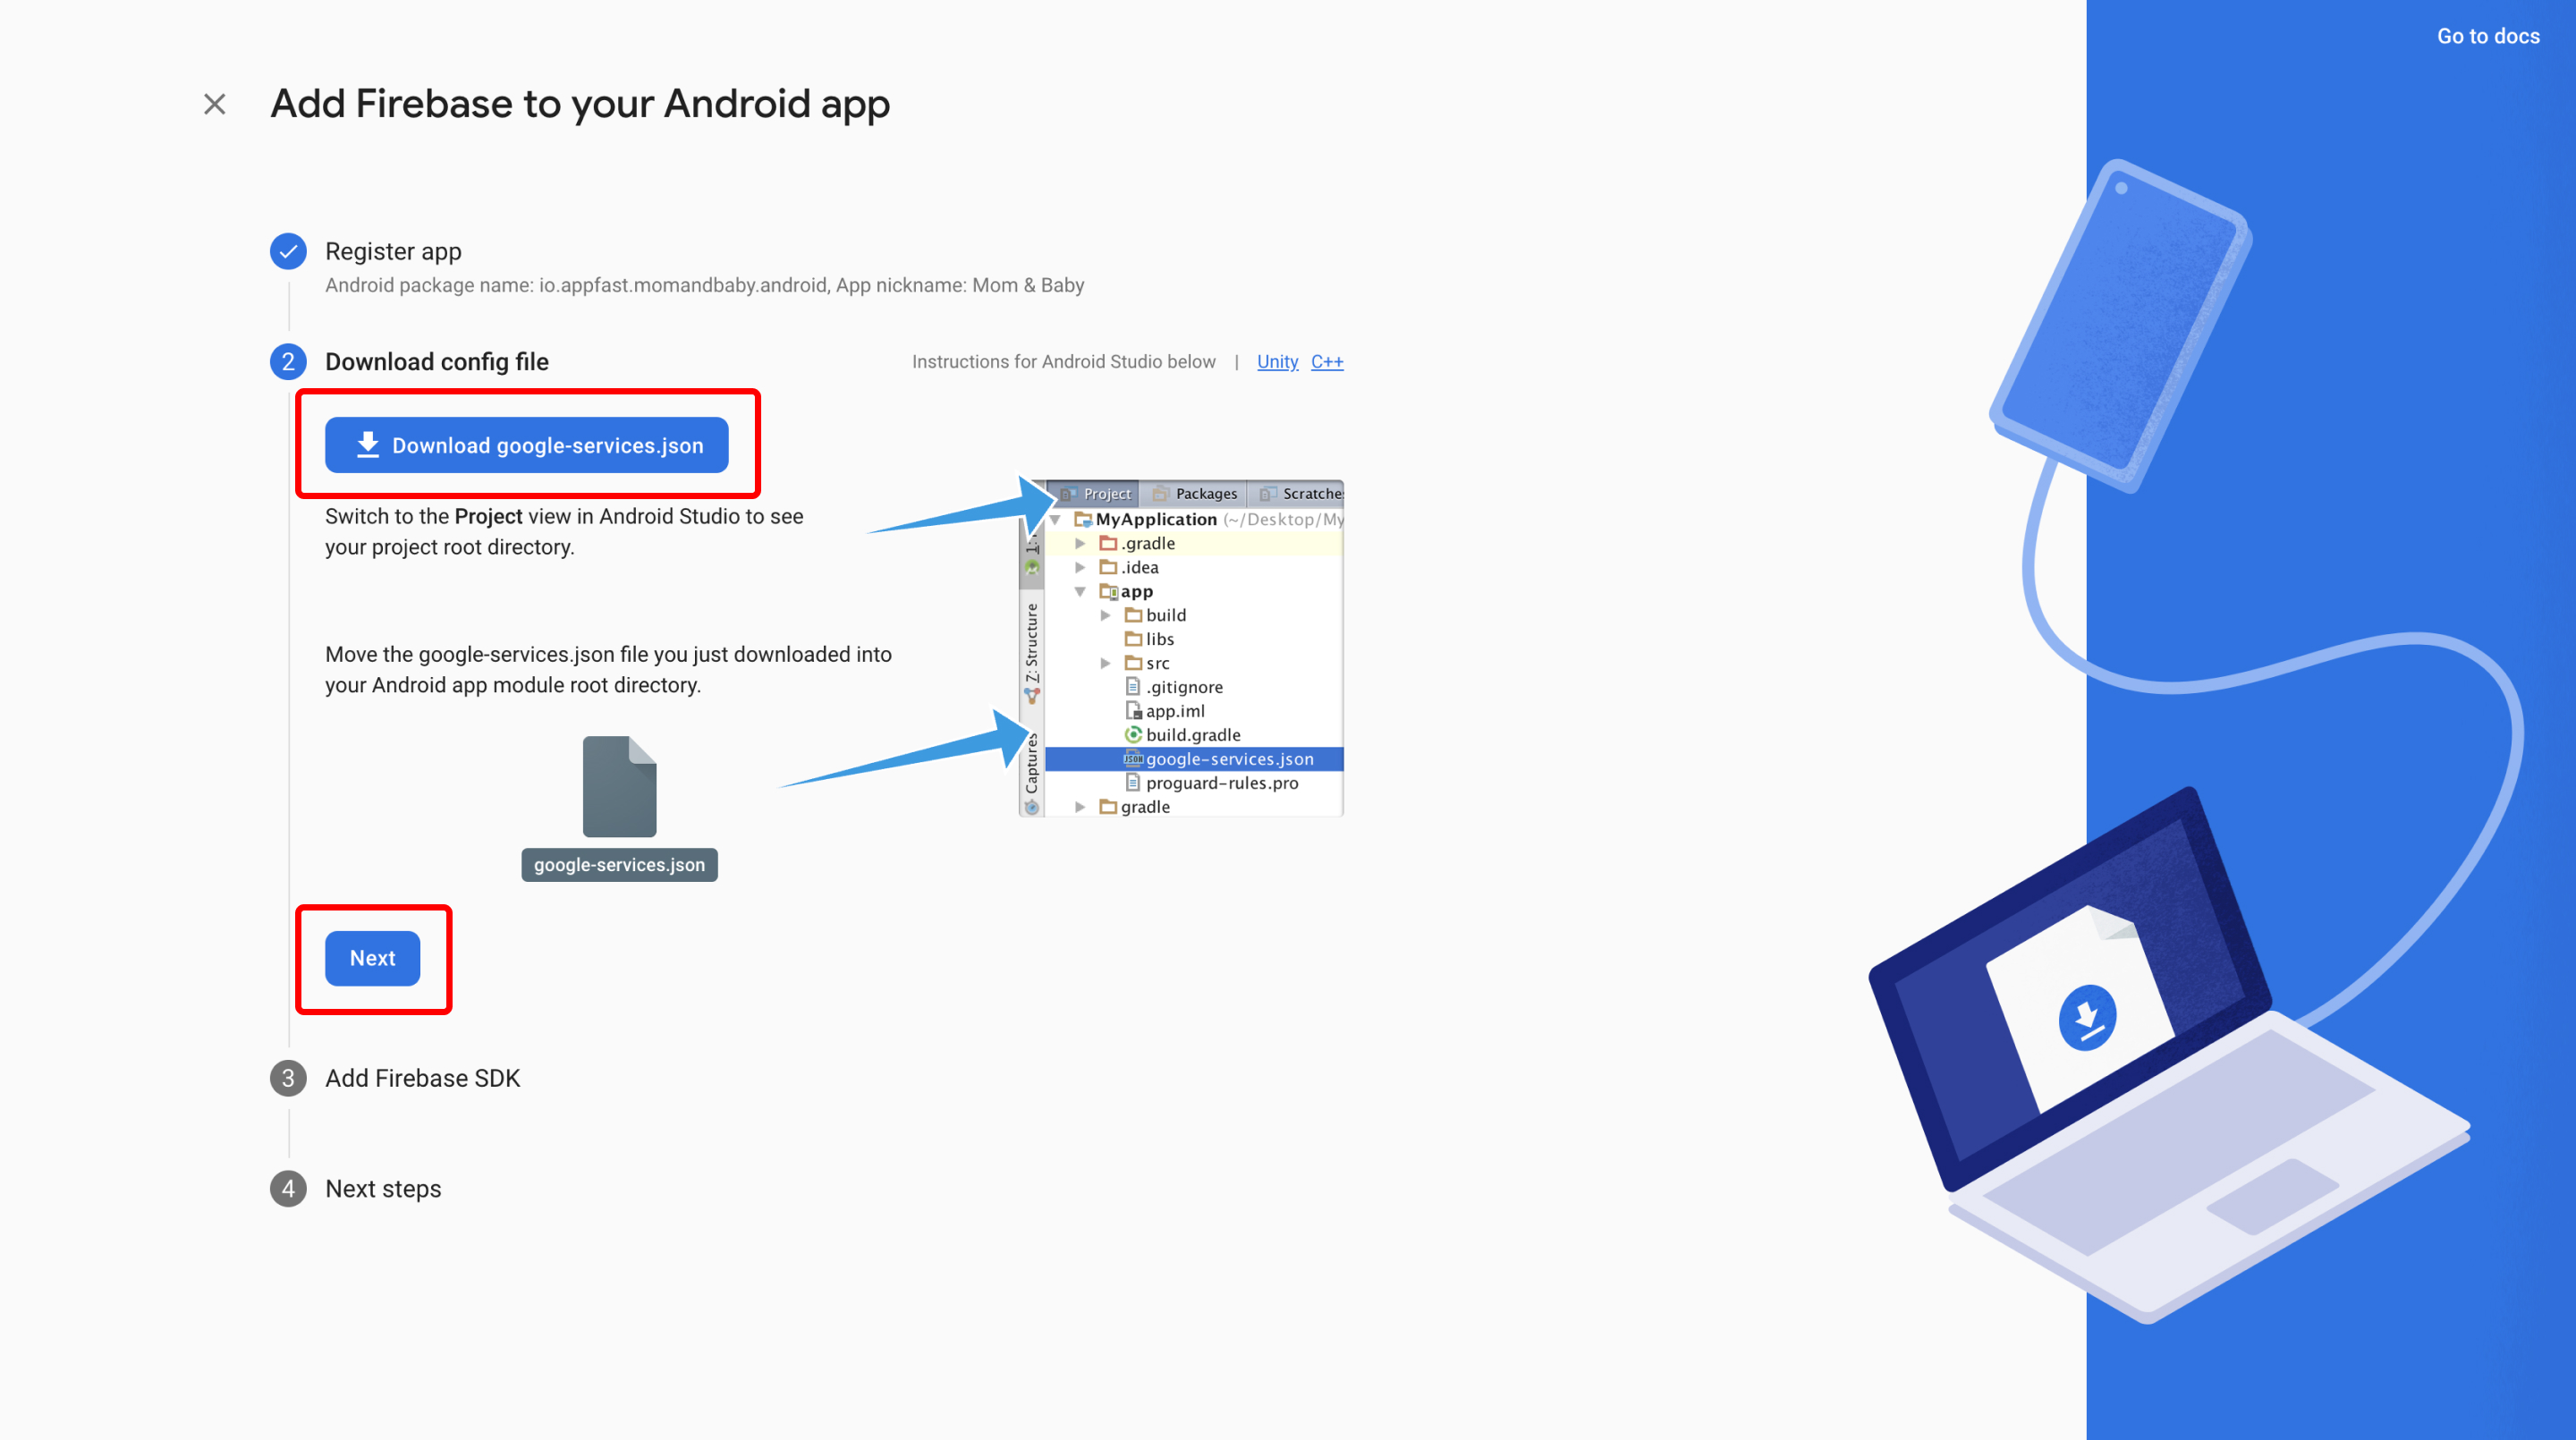 Go to docs
Add Firebase to your Android app
Register app
Android package name: io.appfast.momandbaby.android, App nickname: Mom & Baby
2 Download config file
Instructions for Android Studio below | Unity C++
Download google-services.json
Switch to the Project view in Android Studio to see
your project root directory.
Move the google-services.json file you just downloaded into
your Android app module root directory.
google-services.json
Project Packages Scratche
MyApplication (~/Desktop/My
.gradle
.idea
app
build
libs
src
.gitignore
app.iml
build.gradle
google-services.json
proguard-rules.pro
gradle
Z: Structure
Captures
Next
3 Add Firebase SDK
4 Next steps